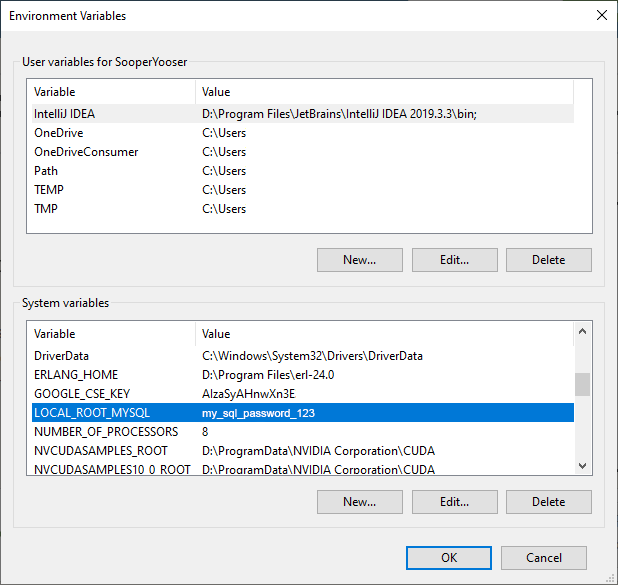 Environment Variables
User variables for SooperYooser
Variable Value
IntelliJ IDEA D:\Program Files\JetBrains\IntelliJ IDEA 2019.3.3\bin;
OneDrive C:\Users
OneDriveConsumer C:\Users
Path C:\Users
TEMP C:\Users
TMP C:\Users
New... Edit... Delete
System variables
Variable Value
DriverData C:\Windows\System32\Drivers\DriverData
ERLANG_HOME D:\Program Files\erl-24.0
GOOGLE_CSE_KEY AIzaSyAHnwXn3E
LOCAL_ROOT_MYSQL my_sql_password_123
NUMBER_OF_PROCESSORS 8
NVCUDASAMPLES_ROOT D:\ProgramData\NVIDIA Corporation\CUDA
NVCUDASAMPLES10_0_ROOT D:\ProgramData\NVIDIA Corporation\CUDA
New... Edit... Delete
OK Cancel